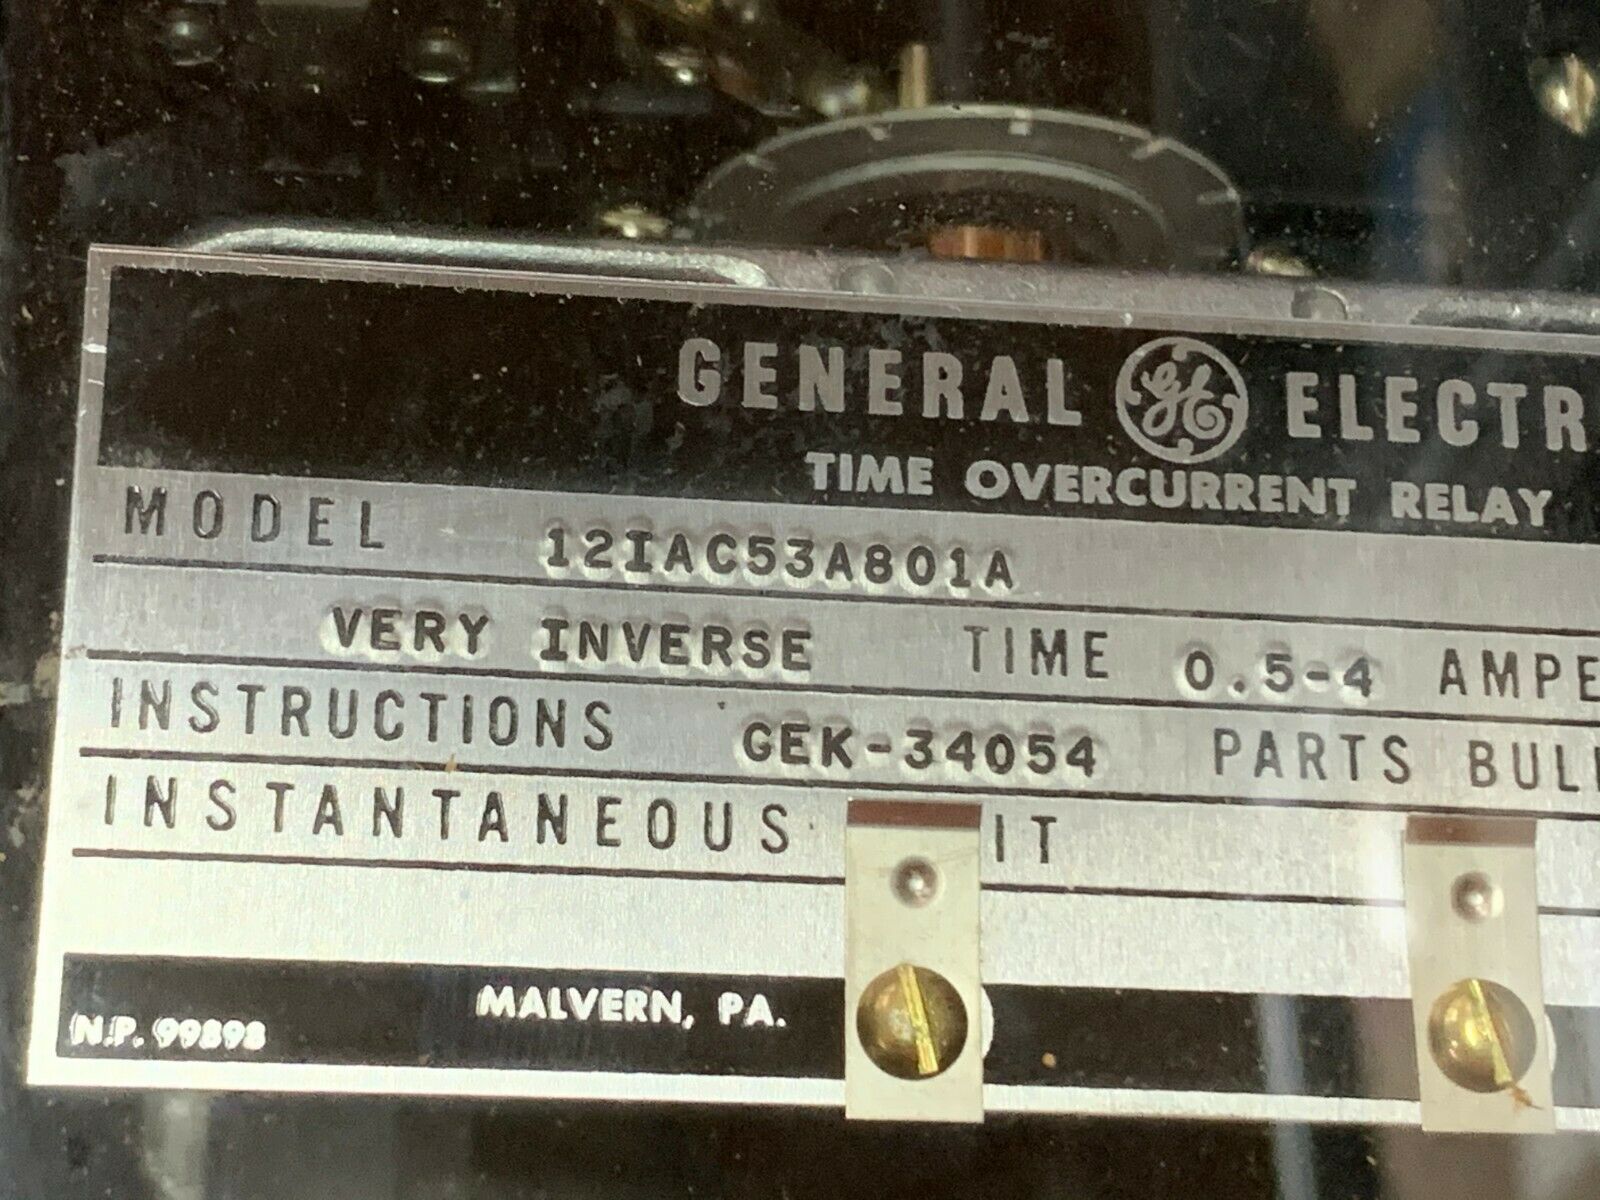 GENERAL GE ELECTR
TIME OVERCURRENT RELAY
MODEL 12IAC53A801A
VERY INVERSE TIME 0.5-4 AMPE
INSTRUCTIONS GEK-34054 PARTS BUL
INSTANTANEOUS IT
MALVERN, PA.
N.P. 99898